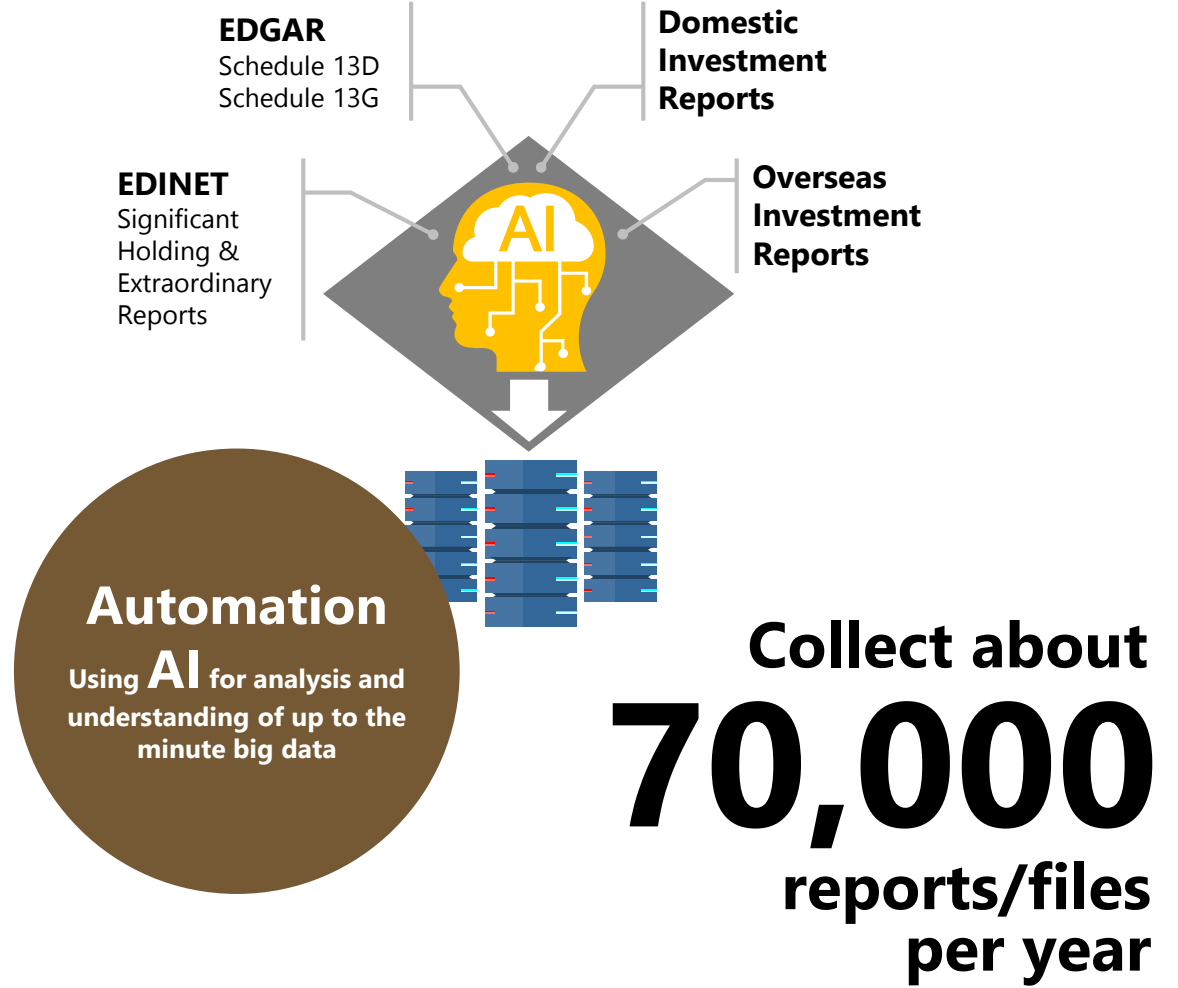 EDGAR
Schedule 13D
Schedule 13G
Domestic
Investment
Reports
EDINET
Significant
Holding &
Extraordinary
Reports
Overseas
Investment
Reports
AI
Automation
Using AI for analysis and
understanding of up to the
minute big data
Collect about
70,000
reports/files
per year